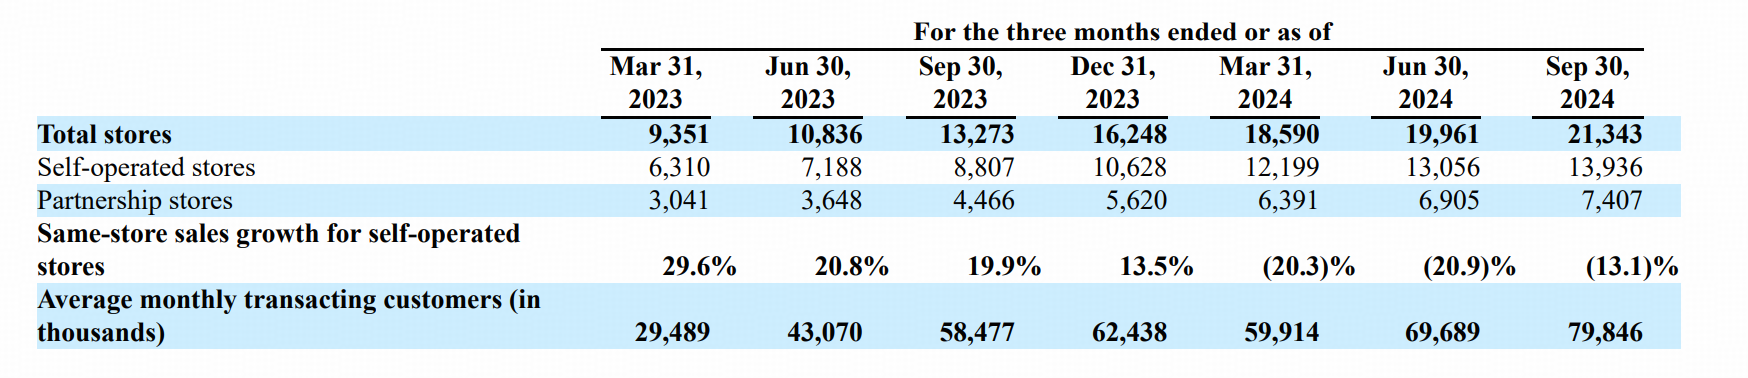 For the three months ended or as of
Mar 31, Jun 30, Sep 30, Dec 31, Mar 31, Jun 30, Sep 30,
2023 2023 2023 2023 2024 2024 2024
Total stores 9,351 10,836 13,273 16,248 18,590 19,961 21,343
Self-operated stores 6,310 7,188 8,807 10,628 12,199 13,056 13,936
Partnership stores 3,041 3,648 4,466 5,620 6,391 6,905 7,407
Same-store sales growth for self-operated
stores 29.6% 20.8% 19.9% 13.5% (20.3)% (20.9)% (13.1)%
Average monthly transacting customers (in
thousands) 29,489 43,070 58,477 62,438 59,914 69,689 79,846